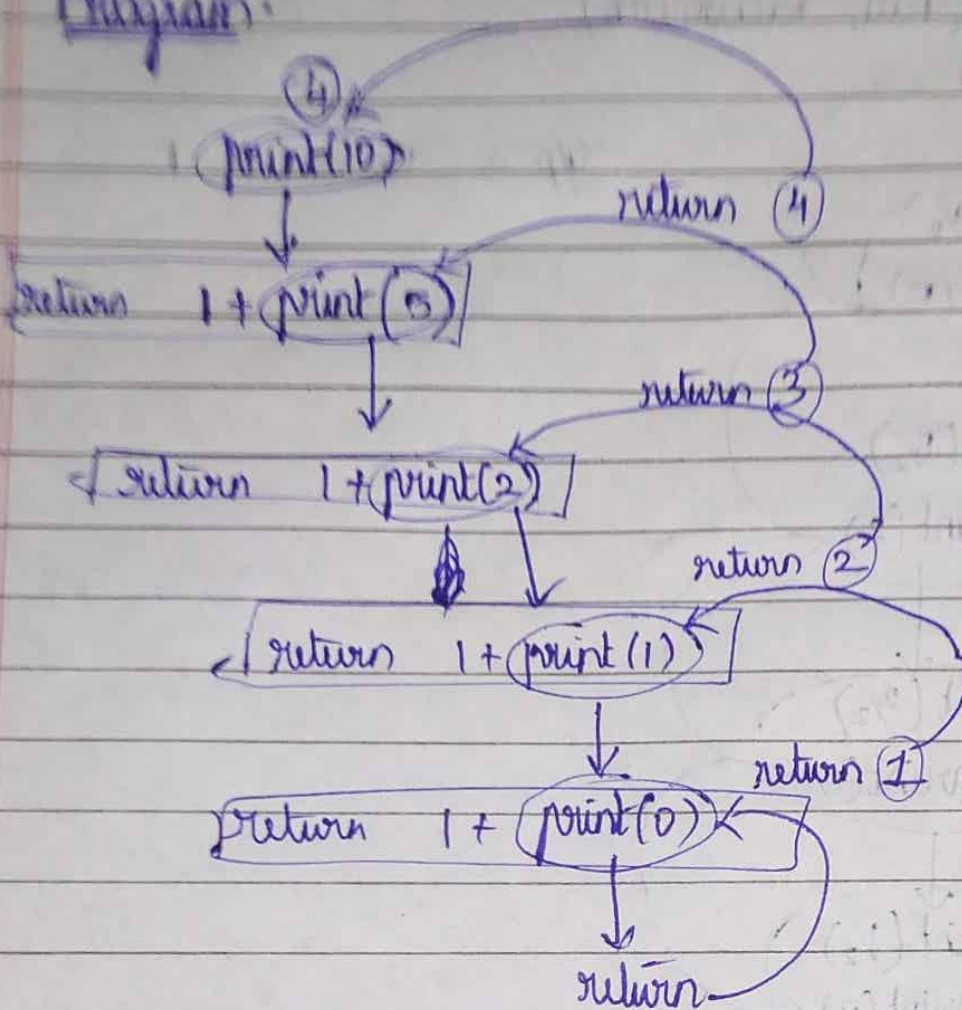 Diagram:
4
print(10)
return 4
return 1 + print(5)
return 3
return 1 + print(2)
return 2
return 1 + print(1)
return 1
return 1 + print(0)
return